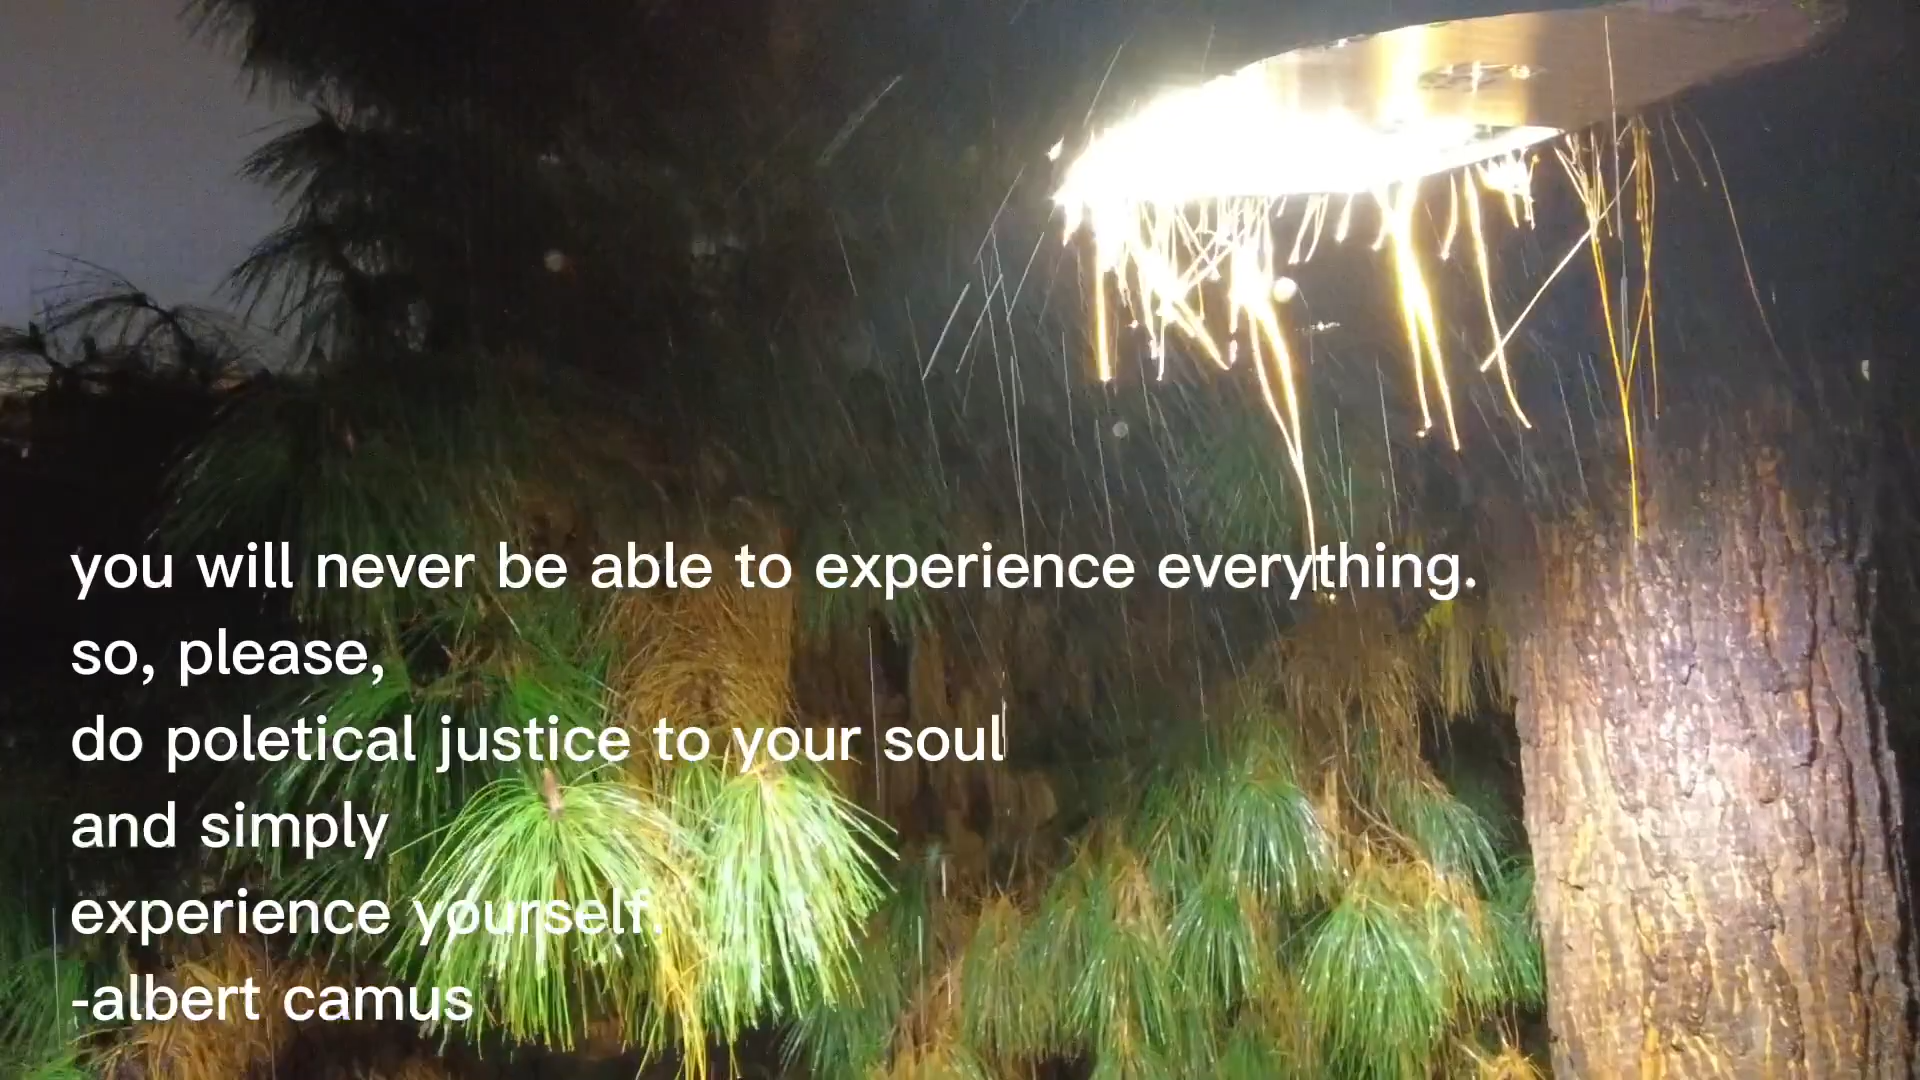 you will never be able to experience everything.
so, please,
do poletical justice to your soul
and simply
experience yourself.
-albert camus